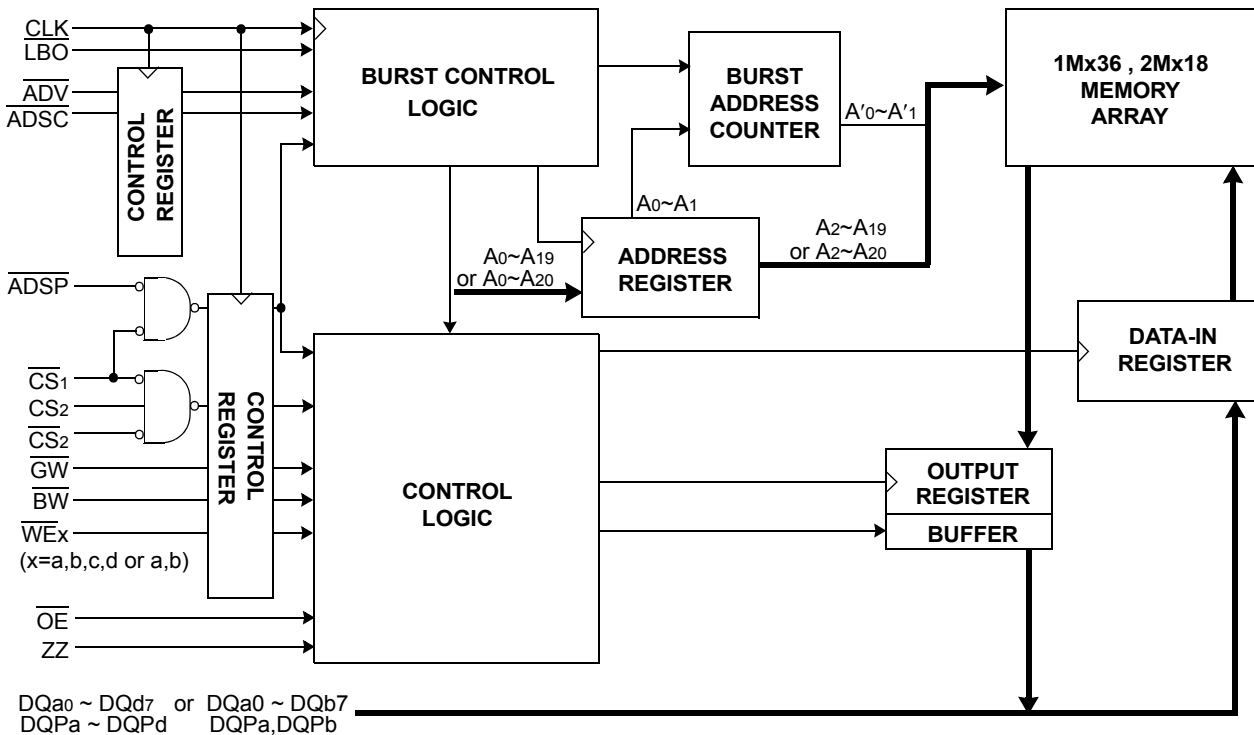 CLK
LBO
ADV
ADSC
CONTROL
REGISTER
BURST CONTROL
LOGIC
BURST
ADDRESS
COUNTER
A′0~A′1
1Mx36 , 2Mx18
MEMORY
ARRAY
A0~A1
A0~A19
or A0~A20
ADDRESS
REGISTER
A2~A19
or A2~A20
ADSP
CS1
CS2
CS2
GW
BW
WEx
(x=a,b,c,d or a,b)
OE
ZZ
CONTROL
REGISTER
CONTROL
LOGIC
DATA-IN
REGISTER
OUTPUT
REGISTER
BUFFER
DQa0 ~ DQd7 or DQa0 ~ DQb7
DQPa ~ DQPd DQPa,DQPb